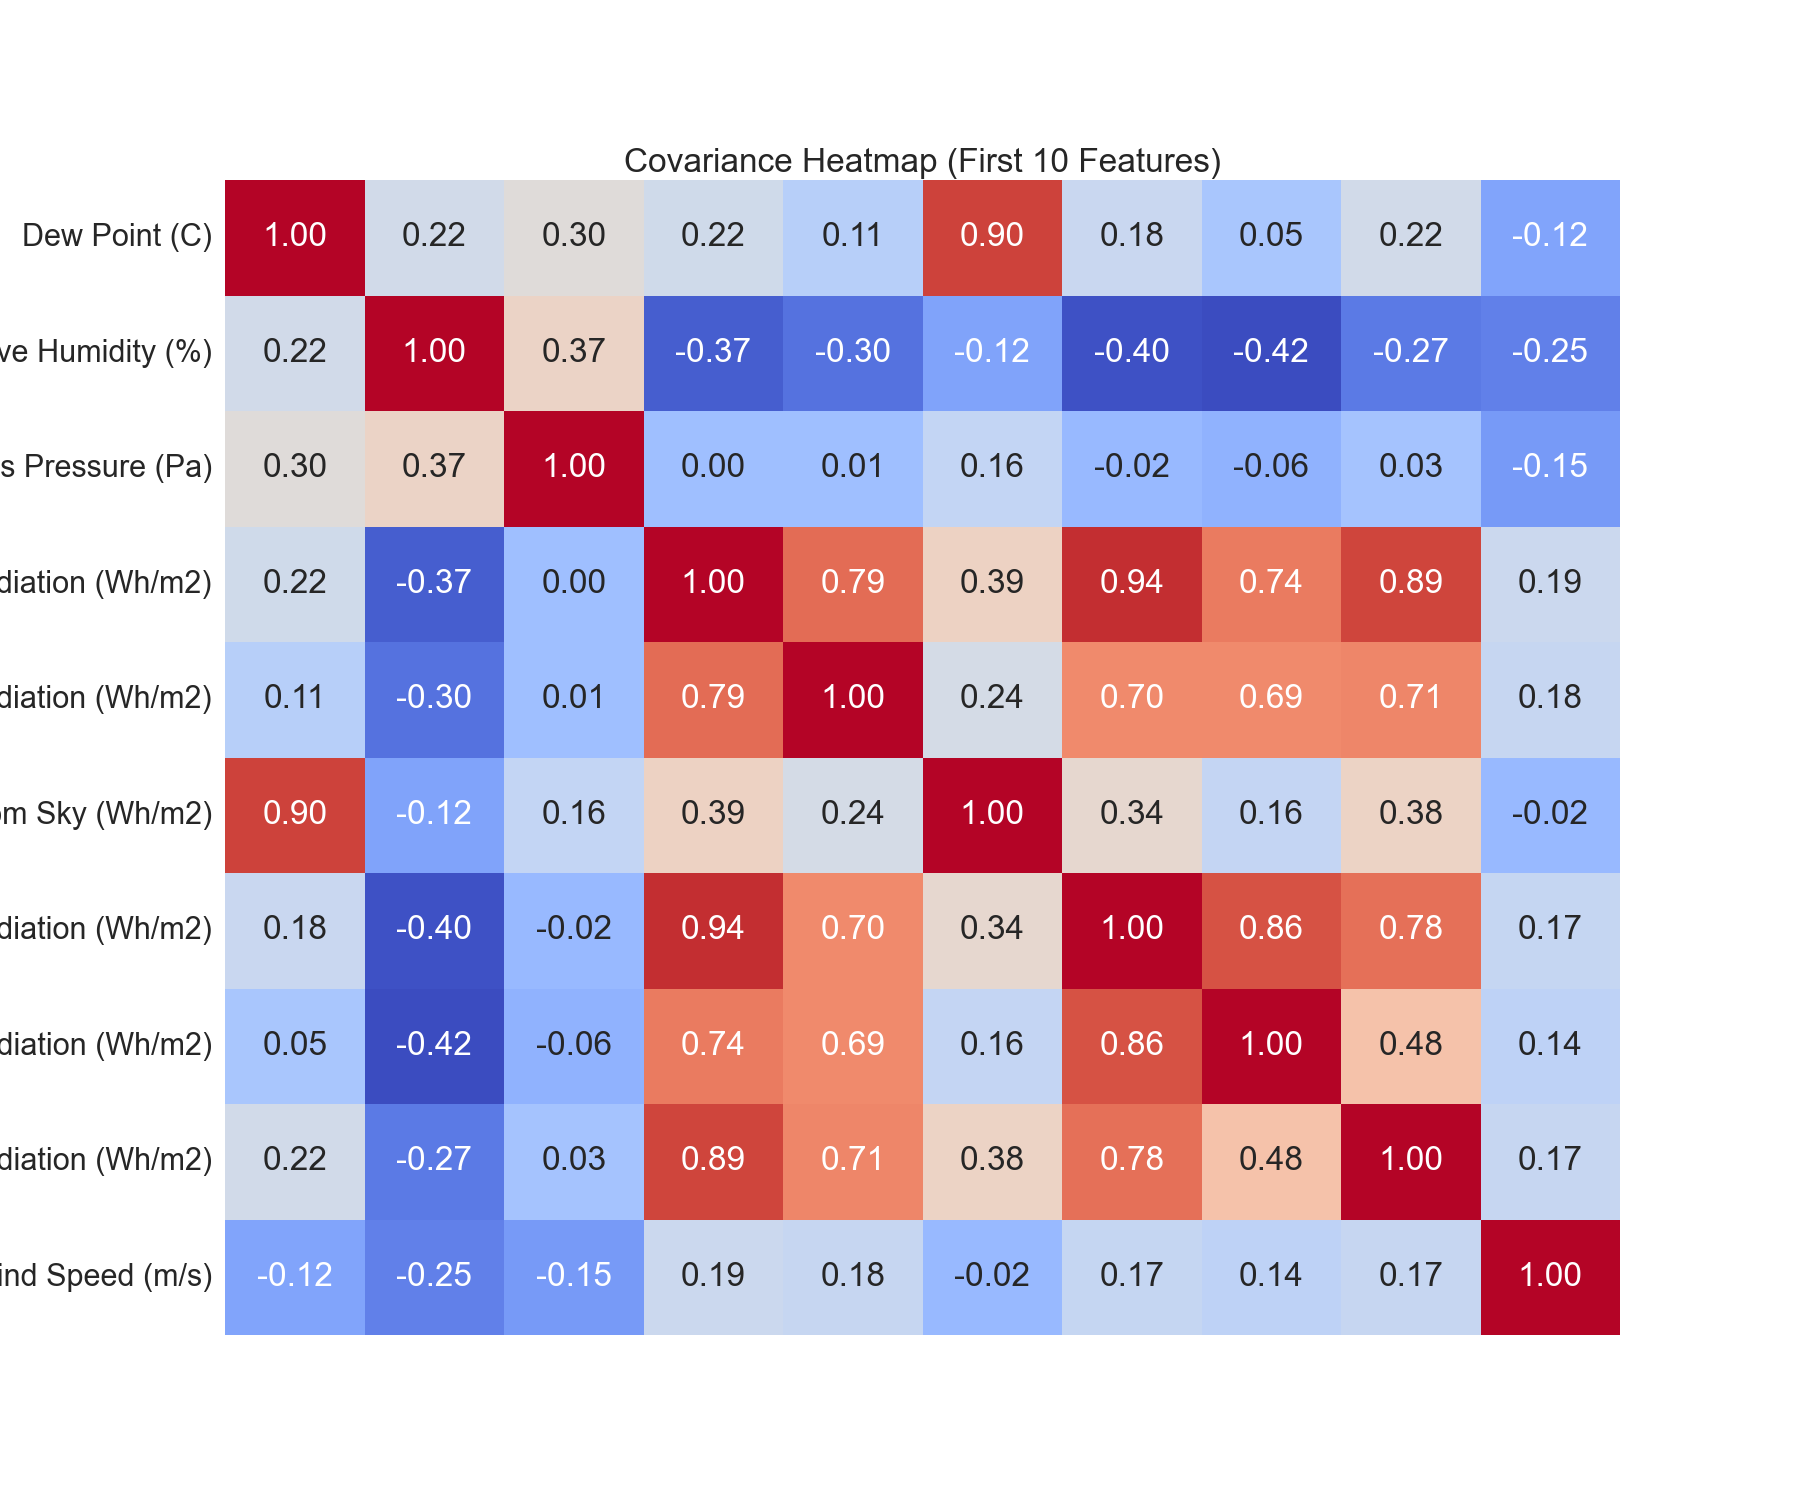 Covariance Heatmap (First 10 Features)
Dew Point (C) 1.00 0.22 0.30 0.22 0.11 0.90 0.18 0.05 0.22 -0.12
ve Humidity (%) 0.22 1.00 0.37 -0.37 -0.30 -0.12 -0.40 -0.42 -0.27 -0.25
s Pressure (Pa) 0.30 0.37 1.00 0.00 0.01 0.16 -0.02 -0.06 0.03 -0.15
diation (Wh/m2) 0.22 -0.37 0.00 1.00 0.79 0.39 0.94 0.74 0.89 0.19
diation (Wh/m2) 0.11 -0.30 0.01 0.79 1.00 0.24 0.70 0.69 0.71 0.18
om Sky (Wh/m2) 0.90 -0.12 0.16 0.39 0.24 1.00 0.34 0.16 0.38 -0.02
diation (Wh/m2) 0.18 -0.40 -0.02 0.94 0.70 0.34 1.00 0.86 0.78 0.17
diation (Wh/m2) 0.05 -0.42 -0.06 0.74 0.69 0.16 0.86 1.00 0.48 0.14
diation (Wh/m2) 0.22 -0.27 0.03 0.89 0.71 0.38 0.78 0.48 1.00 0.17
ind Speed (m/s) -0.12 -0.25 -0.15 0.19 0.18 -0.02 0.17 0.14 0.17 1.00